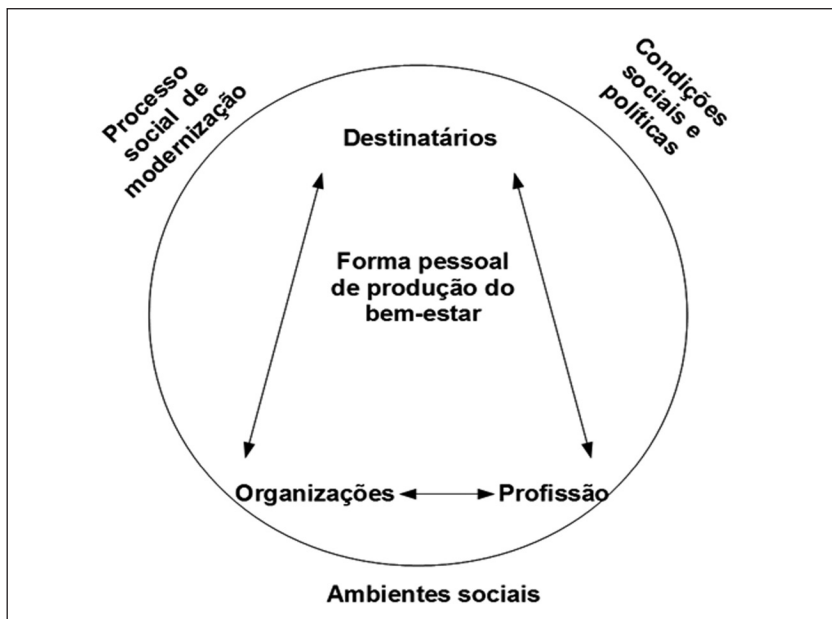 Processo
social de
modernização
Condições
sociais e
políticas
Destinatários
Forma pessoal
de produção do
bem-estar
Organizações
Profissão
Ambientes sociais